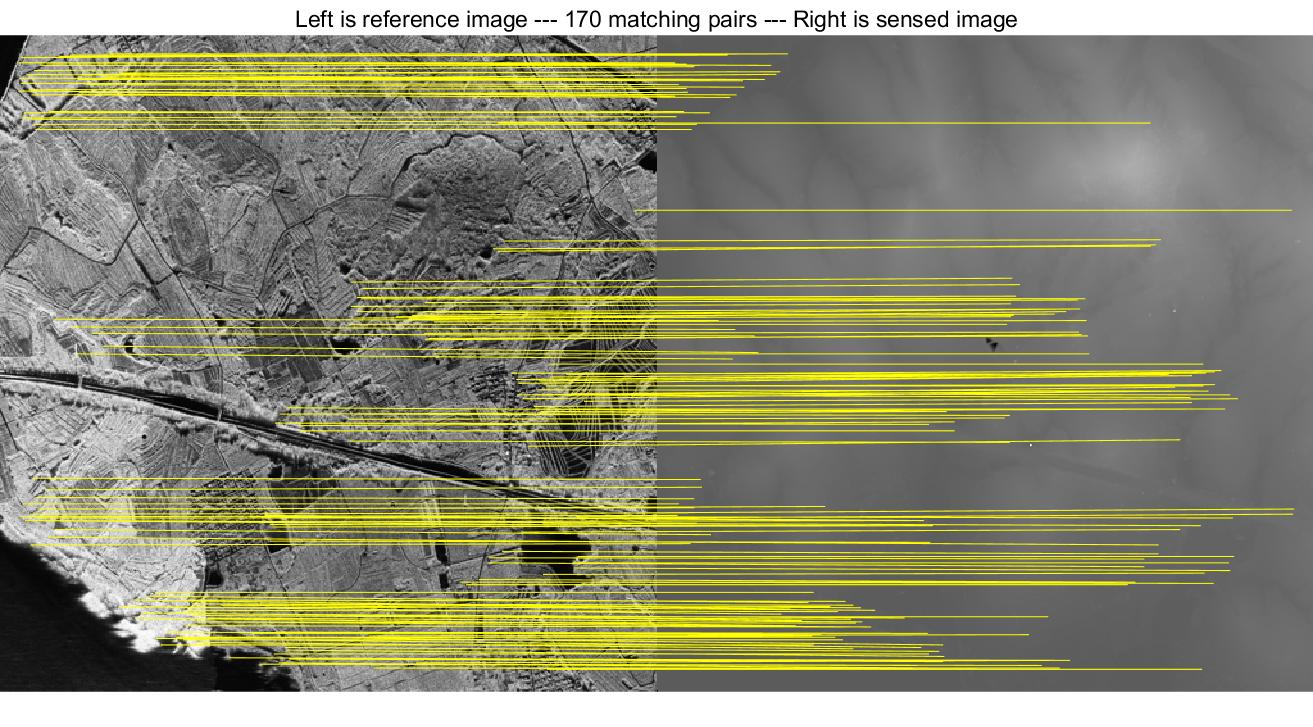 Left is reference image --- 170 matching pairs --- Right is sensed image